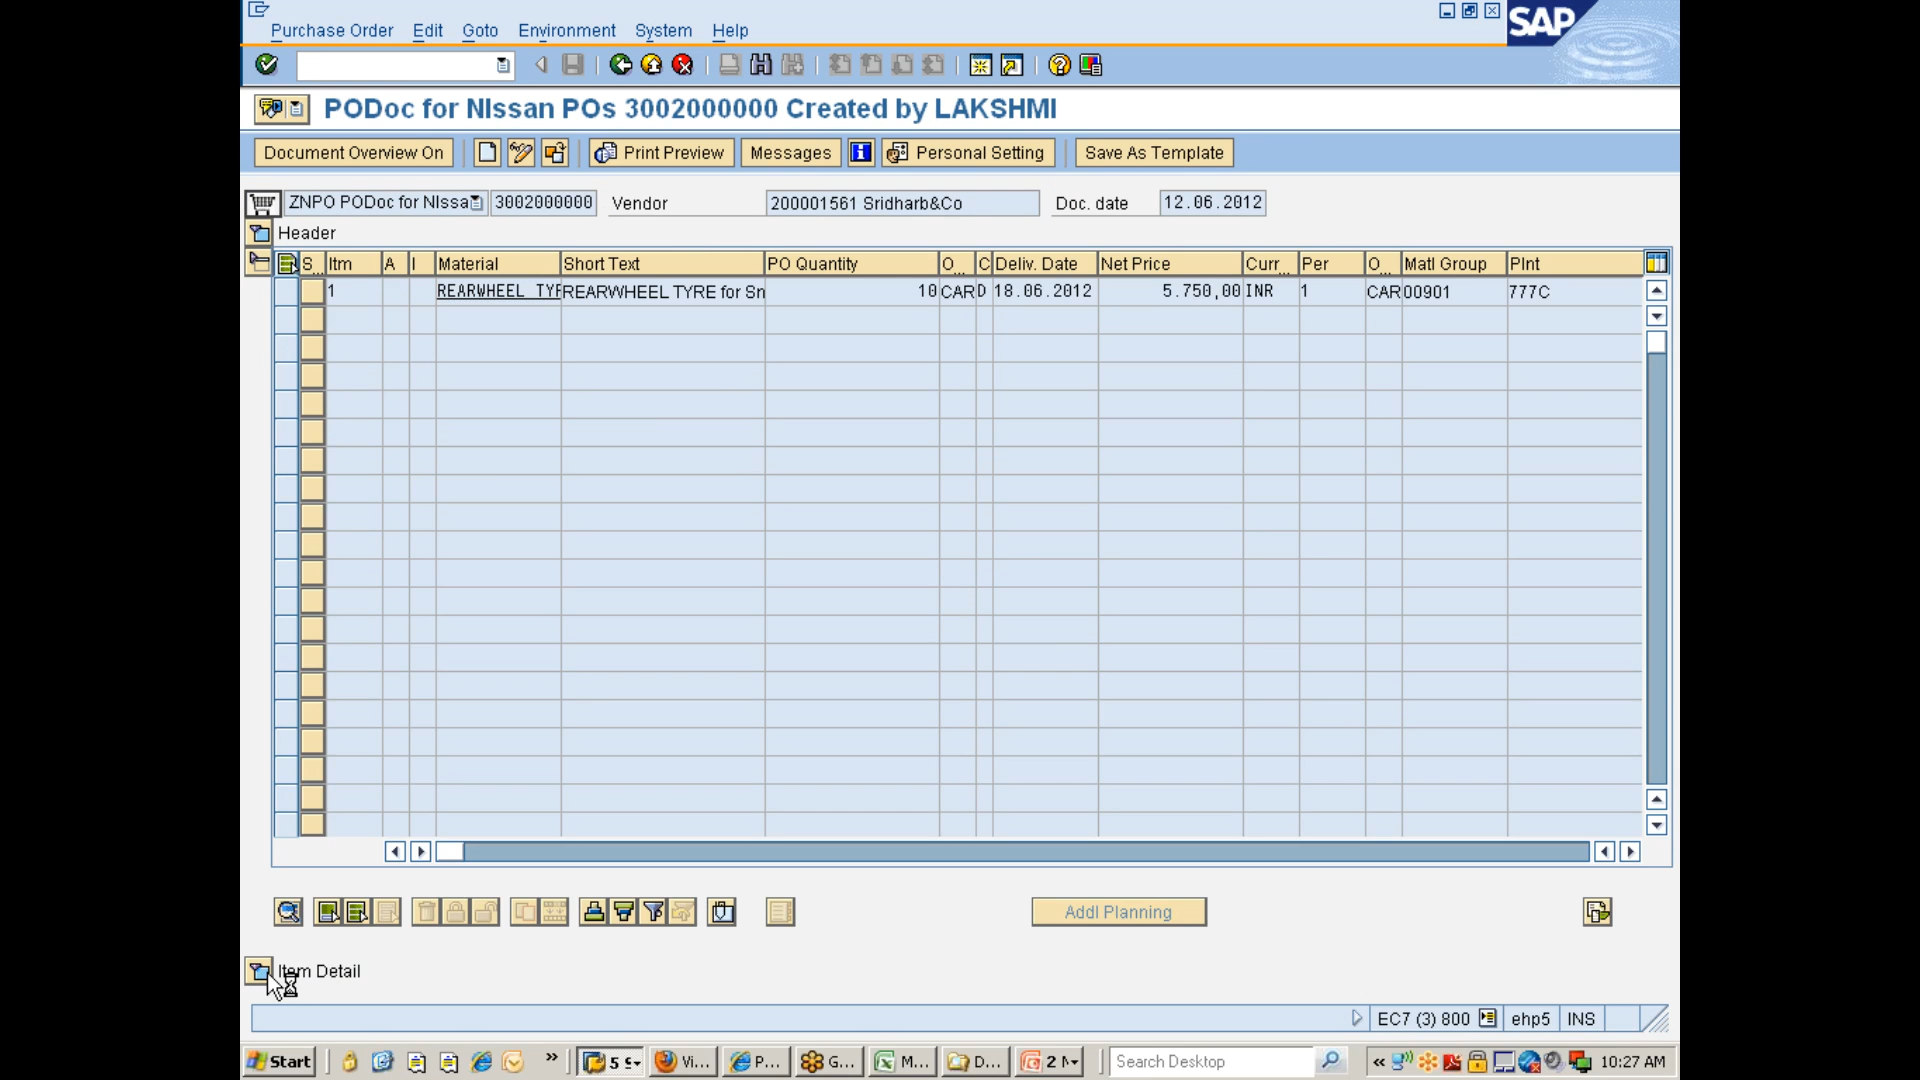 Purchase Order Edit Goto Environment System Help
SAP
PODoc for NIssan POs 3002000000 Created by LAKSHMI
Document Overview On Print Preview Messages Personal Setting Save As Template
ZNPO PODoc for NIssa 3002000000 Vendor 200001561 Sridharb&Co Doc. date 12.06.2012
Header
S... Itm A I Material Short Text PO Quantity O... C Deliv. Date Net Price Curr... Per O... Matl Group Plnt
1 REARWHEEL TYR REARWHEEL TYRE for Sn 10 CAR D 18.06.2012 5.750,00 INR 1 CAR 00901 777C
Addl Planning
Item Detail
EC7 (3) 800 ehp5 INS
Start » 5 Vi... P... G... M... D... 2 Search Desktop « 10:27 AM